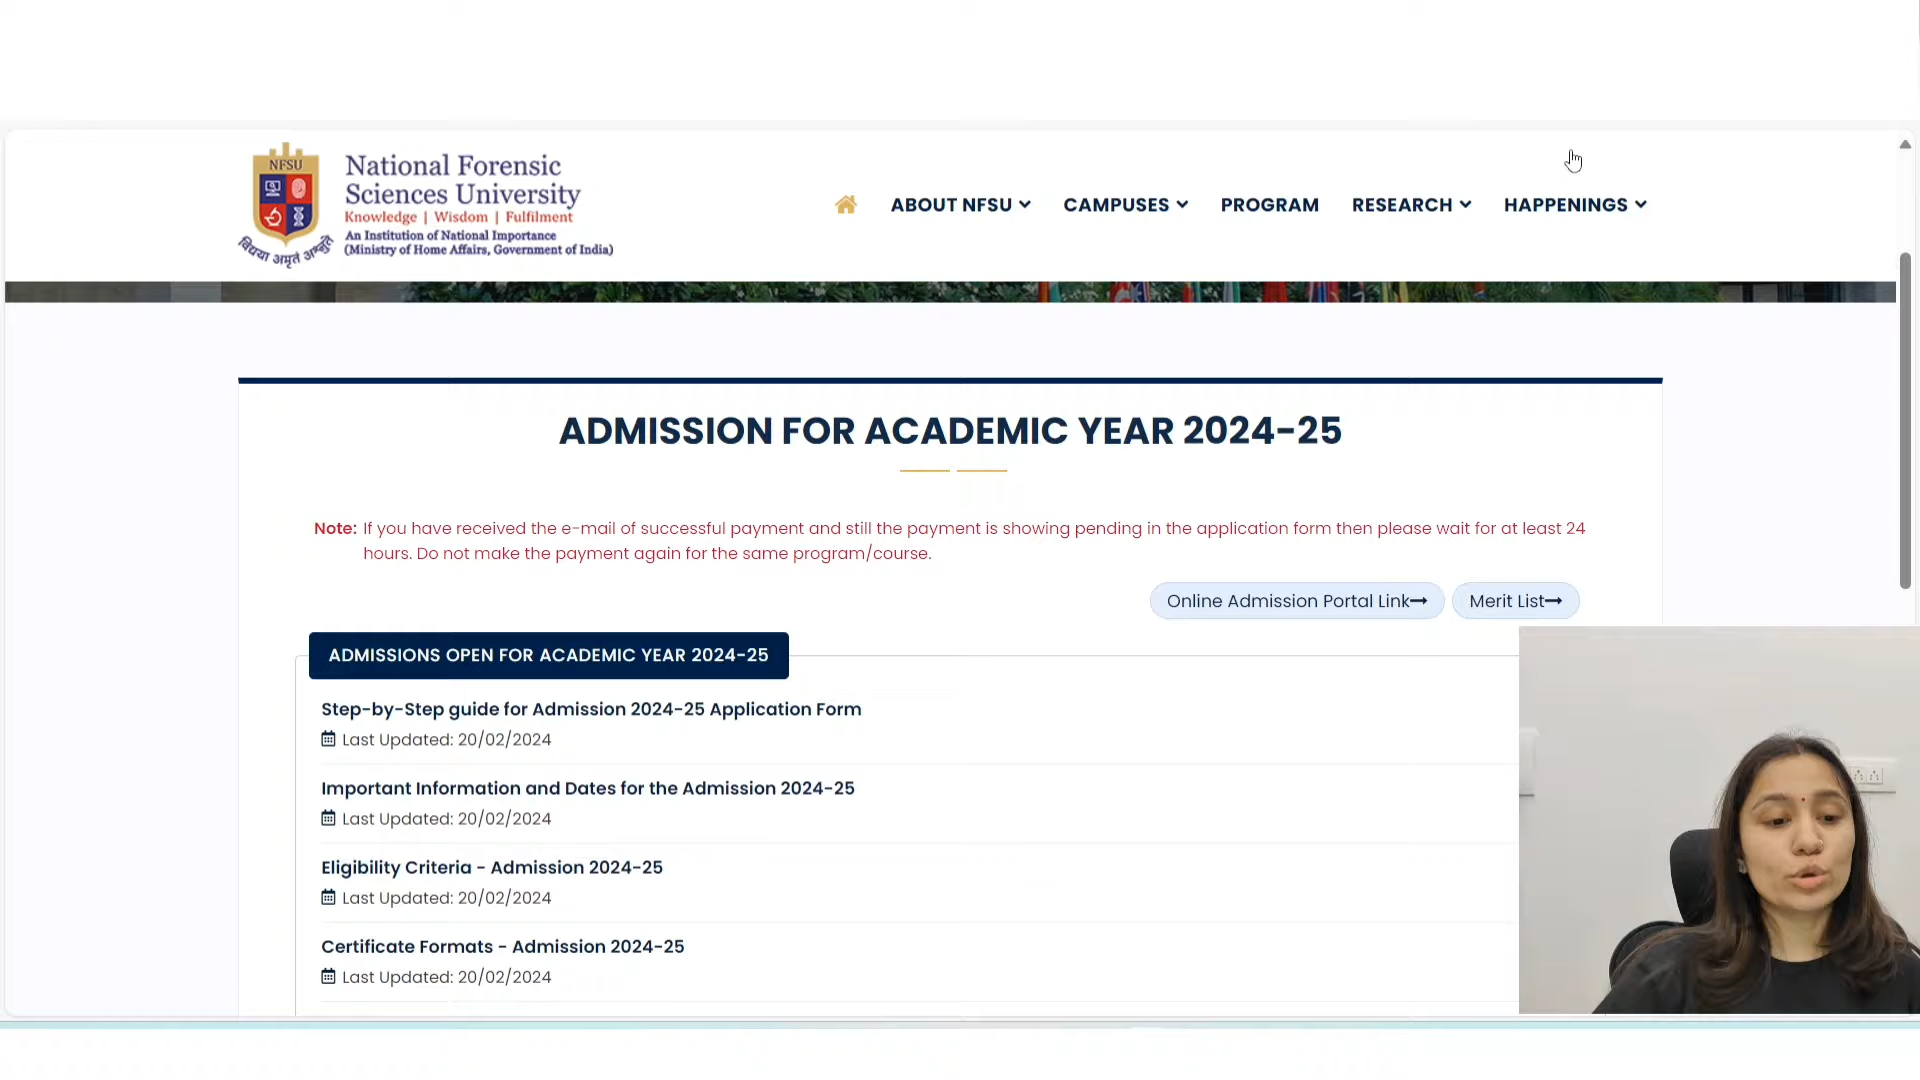 NFSU
विद्यया अमृतं अश्नुते
National Forensic
Sciences University
Knowledge | Wisdom | Fulfilment
An Institution of National Importance
(Ministry of Home Affairs, Government of India)
ABOUT NFSU
CAMPUSES
PROGRAM
RESEARCH
HAPPENINGS
ADMISSION FOR ACADEMIC YEAR 2024-25
Note: If you have received the e-mail of successful payment and still the payment is showing pending in the application form then please wait for at least 24
hours. Do not make the payment again for the same program/course.
Online Admission Portal Link
Merit List
ADMISSIONS OPEN FOR ACADEMIC YEAR 2024-25
Step-by-Step guide for Admission 2024-25 Application Form
Last Updated: 20/02/2024
Important Information and Dates for the Admission 2024-25
Last Updated: 20/02/2024
Eligibility Criteria - Admission 2024-25
Last Updated: 20/02/2024
Certificate Formats - Admission 2024-25
Last Updated: 20/02/2024